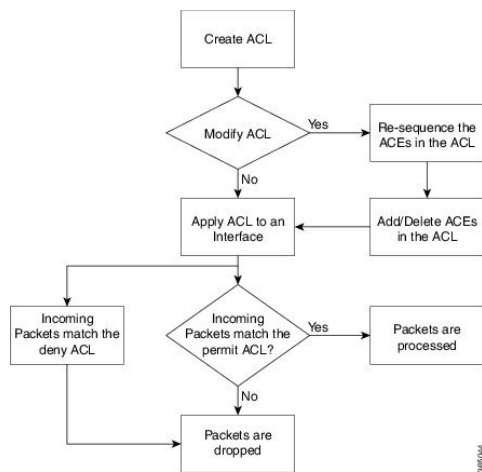 Create ACL
Modify ACL
Yes
Re-sequence the
ACEs in the ACL
No
Apply ACL to an
Interface
Add/Delete ACEs
in the ACL
Incoming
Packets match the
deny ACL
Incoming
Packets match the
permit ACL?
Yes
Packets are
processed
No
Packets are
dropped